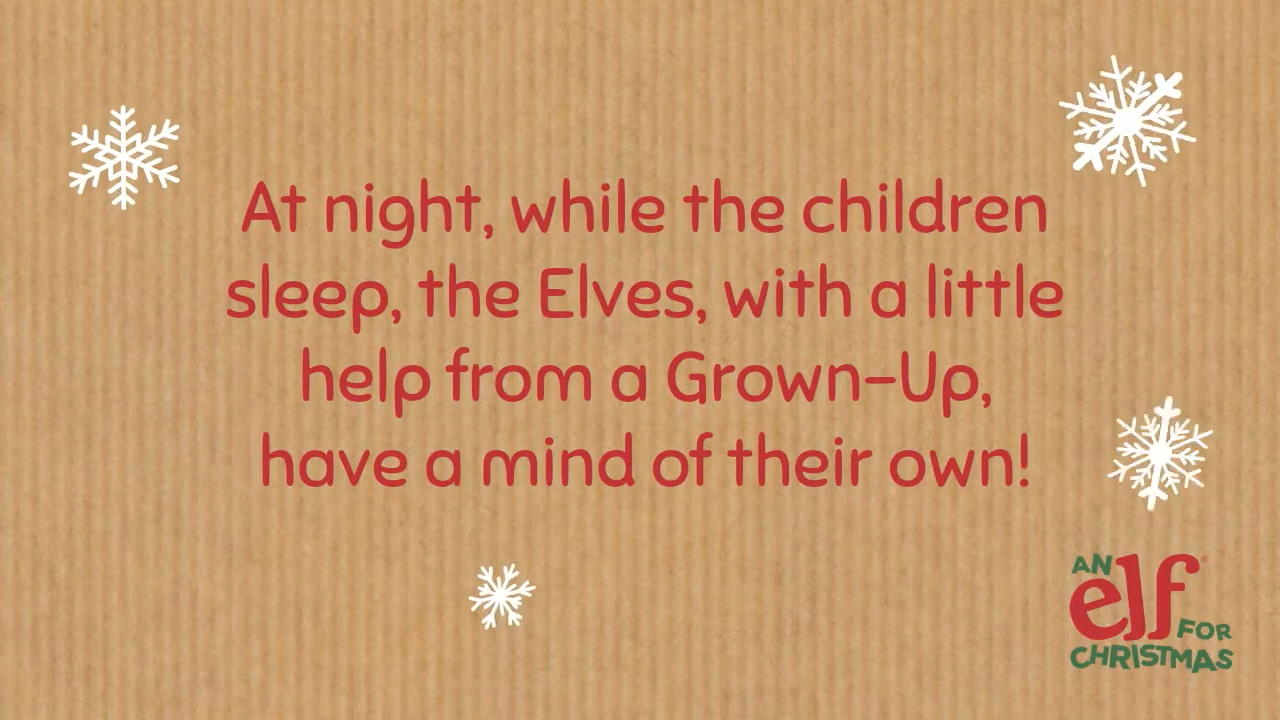 At night, while the children
sleep, the Elves, with a little
help from a Grown-Up,
have a mind of their own!
AN
elf
FOR
CHRISTMAS